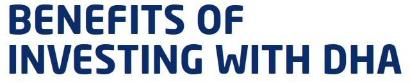 BENEFITS OF
INVESTING WITH DHA